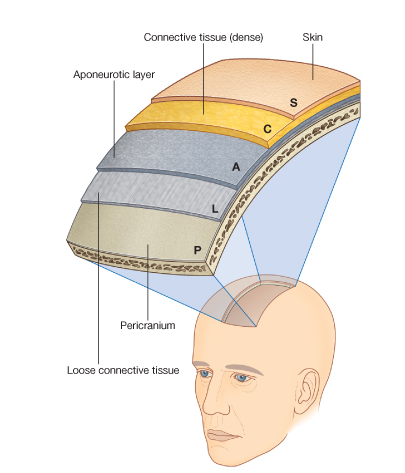 Connective tissue (dense)
Skin
Aponeurotic layer
S
C
A
L
P
Pericranium
Loose connective tissue